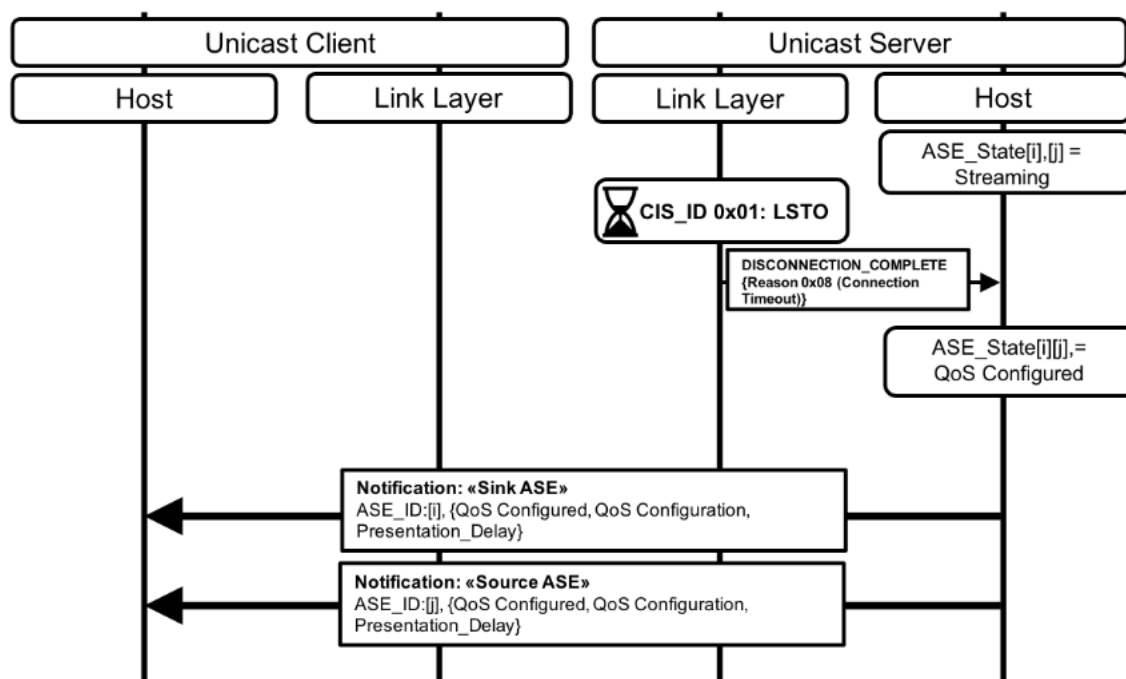 Unicast Client
Unicast Server
Host
Link Layer
Link Layer
Host
ASE_State[i],[j] =
Streaming
CIS_ID 0x01: LSTO
DISCONNECTION_COMPLETE
{Reason 0x08 (Connection
Timeout)}
ASE_State[i][j],=
QoS Configured
Notification: «Sink ASE»
ASE_ID:[i], {QoS Configured, QoS Configuration,
Presentation_Delay}
Notification: «Source ASE»
ASE_ID:[j], {QoS Configured, QoS Configuration,
Presentation_Delay}